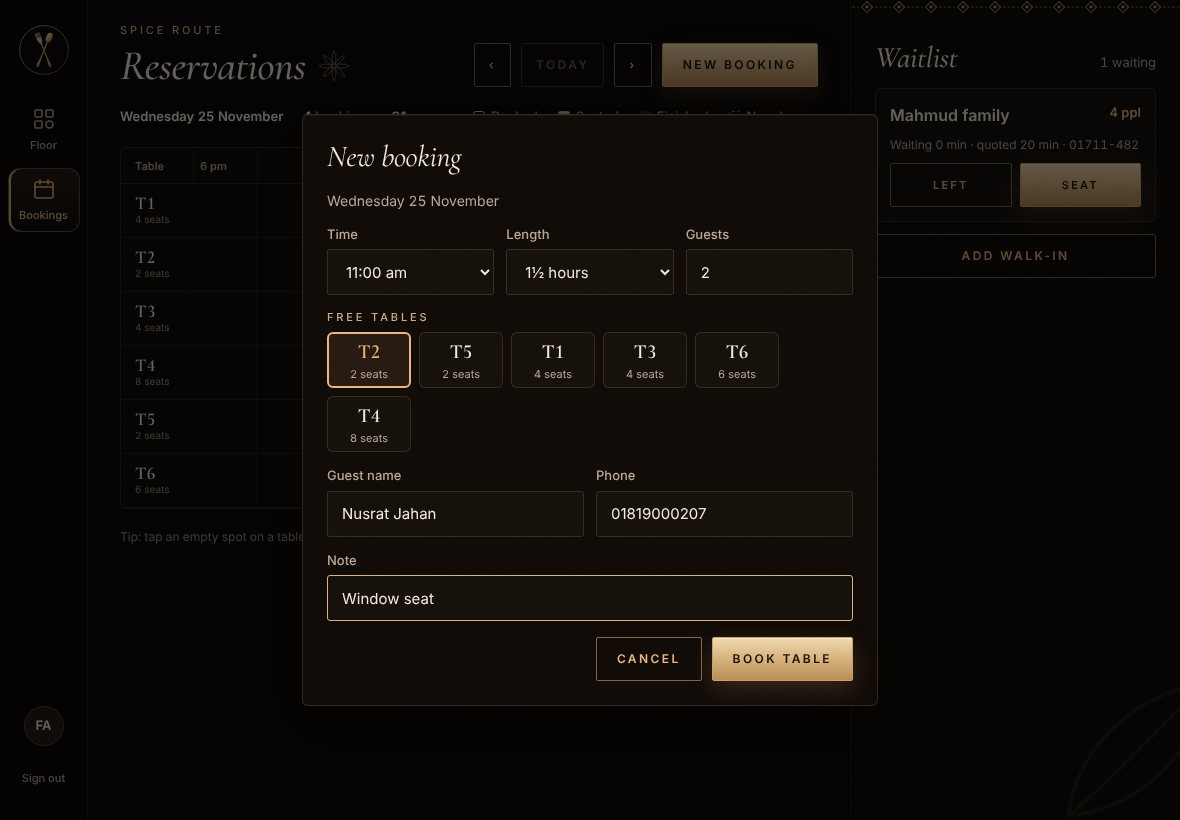 SPICE ROUTE
Reservations
‹ TODAY › NEW BOOKING
Wednesday 25 November
Floor
Bookings
Table 6 pm
T1
4 seats
T2
2 seats
T3
4 seats
T4
8 seats
T5
2 seats
T6
6 seats
Tip: tap an empty spot on a table
FA
Sign out
New booking
Wednesday 25 November
Time Length Guests
11:00 am 1½ hours 2
FREE TABLES
T2 T5 T1 T3 T6
2 seats 2 seats 4 seats 4 seats 6 seats
T4
8 seats
Guest name Phone
Nusrat Jahan 01819000207
Note
Window seat
CANCEL BOOK TABLE
Waitlist 1 waiting
Mahmud family 4 ppl
Waiting 0 min · quoted 20 min · 01711-482
LEFT SEAT
ADD WALK-IN